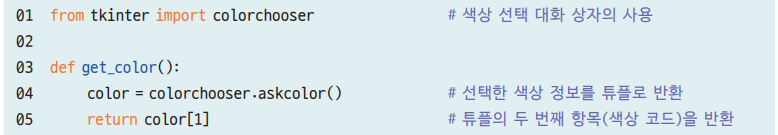 01 from tkinter import colorchooser # 색상 선택 대화 상자의 사용
02
03 def get_color():
04 color = colorchooser.askcolor() # 선택한 색상 정보를 튜플로 반환
05 return color[1] # 튜플의 두 번째 항목(색상 코드)을 반환